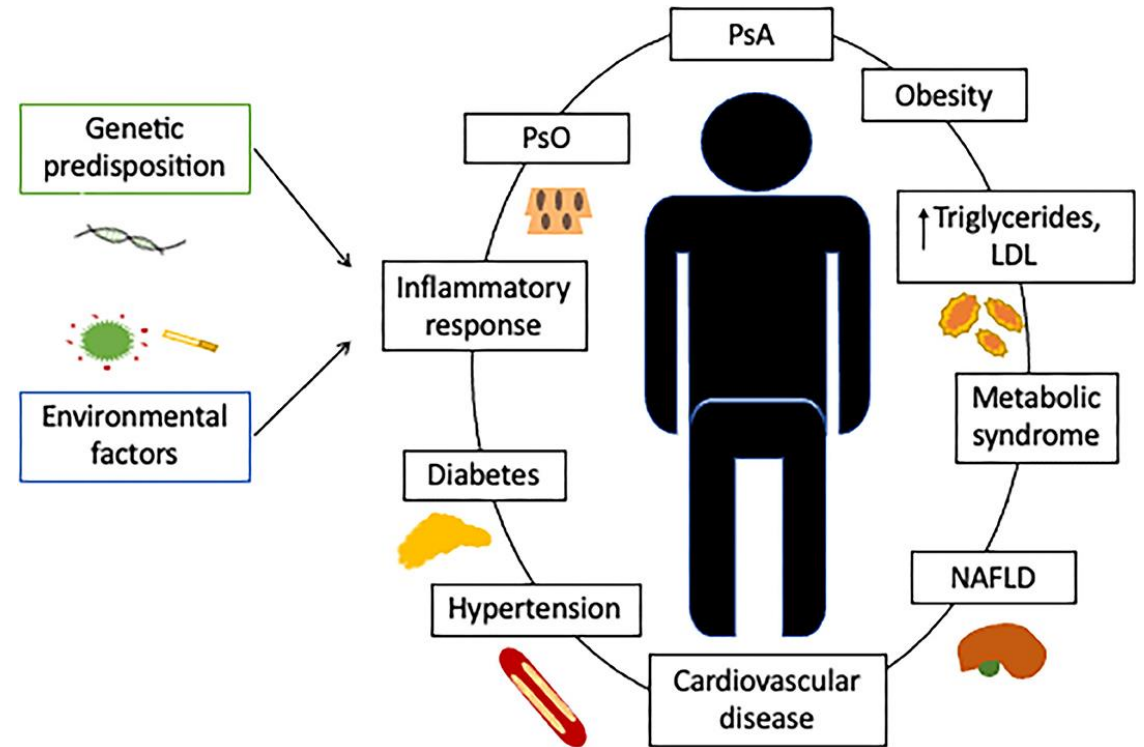 PsA
Obesity
Genetic
predisposition
PsO
↑Triglycerides,
LDL
Inflammatory
response
Environmental
factors
Metabolic
syndrome
Diabetes
NAFLD
Hypertension
Cardiovascular
disease